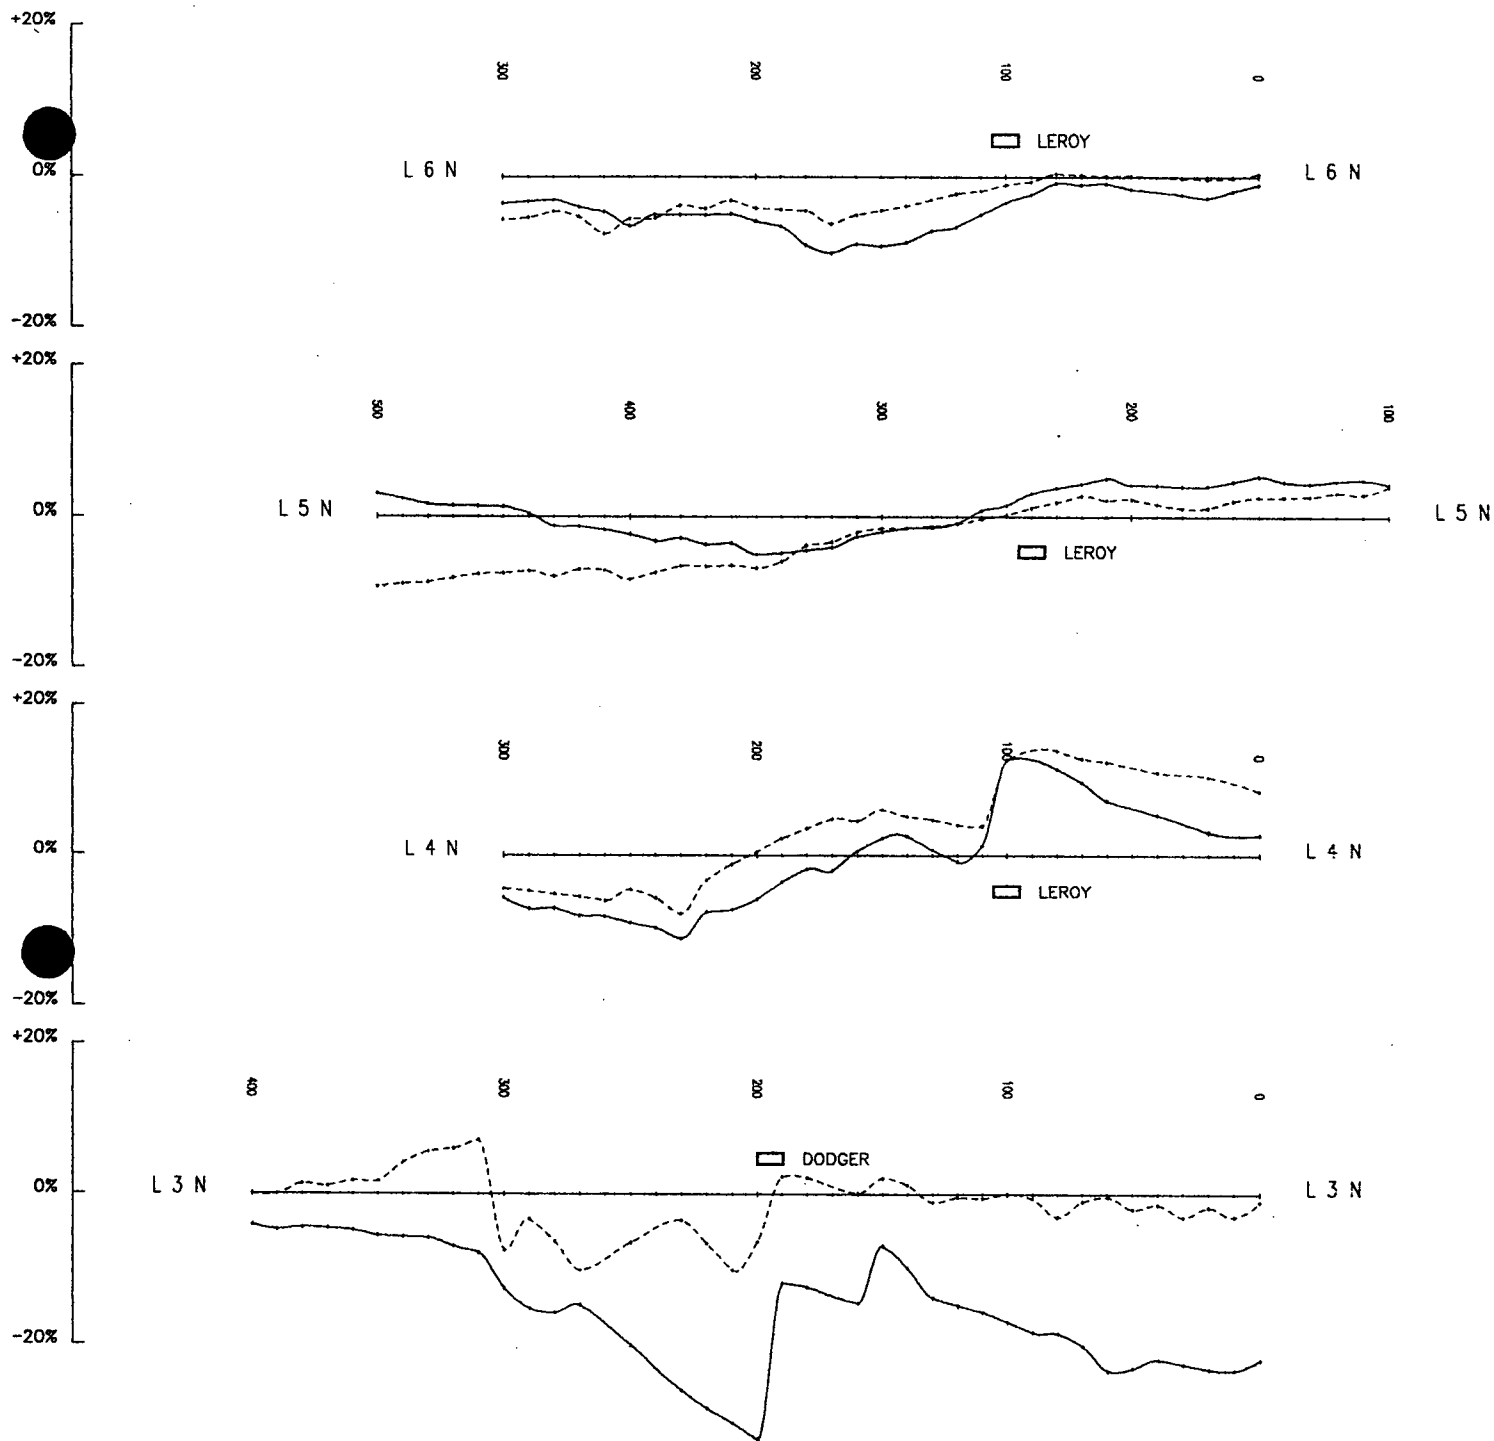 +20%
300 200 100 0
LEROY
0% L 6 N L 6 N
-20%
+20%
500 400 300 200 100
0% L 5 N L 5 N
LEROY
-20%
+20%
300 200 100 0
0% L 4 N L 4 N
LEROY
-20%
+20%
400 300 200 100 0
DODGER
0% L 3 N L 3 N
-20%